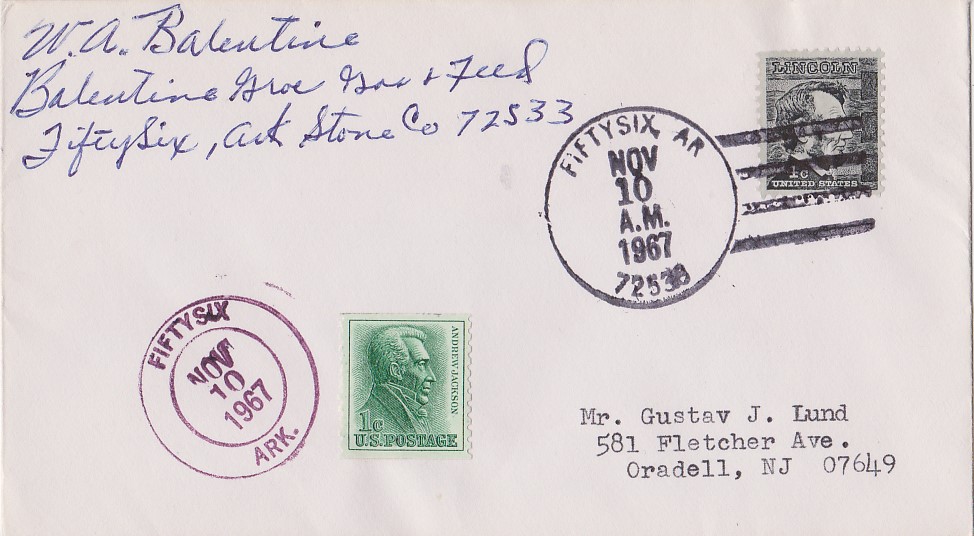 W. A. Balentine
Balentine Groc Gas & Feed
FiftySix, Ark Stone Co 72533
FIFTYSIX, AR
NOV
10
A.M.
1967
72533
LINCOLN
1c
UNITED STATES
FIFTYSIX
NOV
10
1967
ARK.
ANDREW JACKSON
1c
U.S. POSTAGE
Mr. Gustav J. Lund
581 Fletcher Ave.
Oradell, NJ 07649